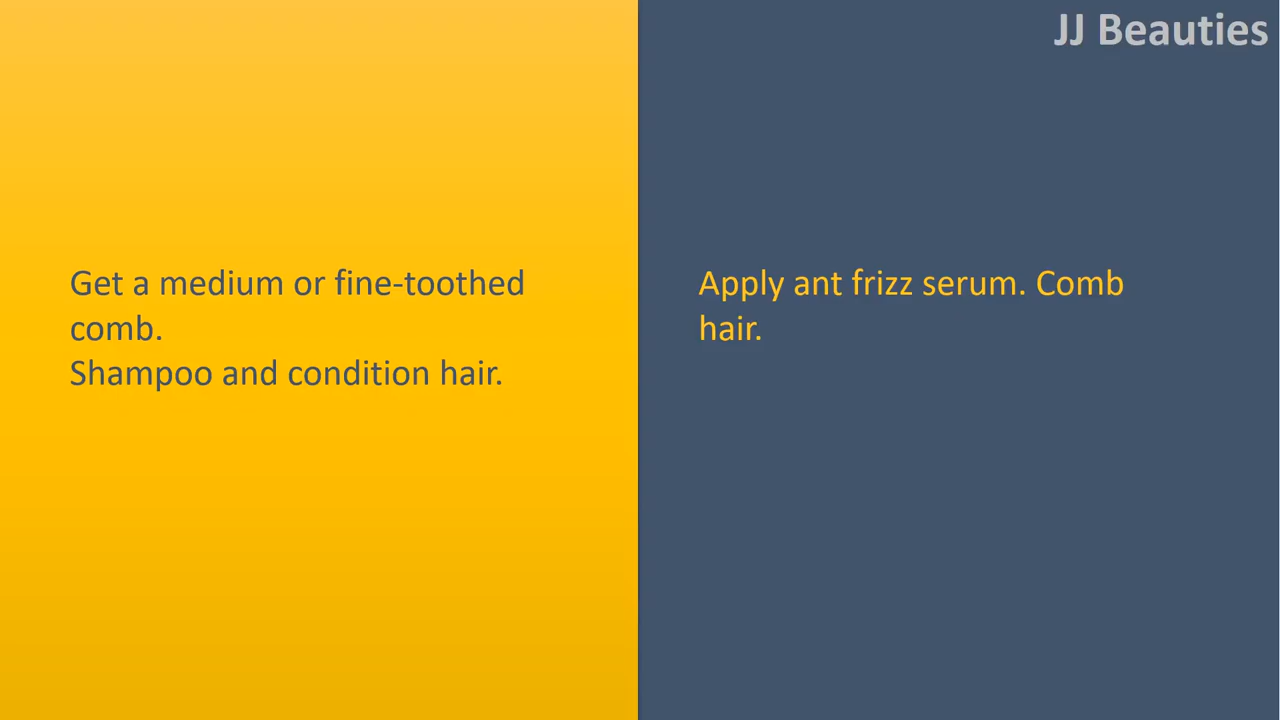 JJ Beauties
Get a medium or fine-toothed
comb.
Shampoo and condition hair.
Apply ant frizz serum. Comb
hair.